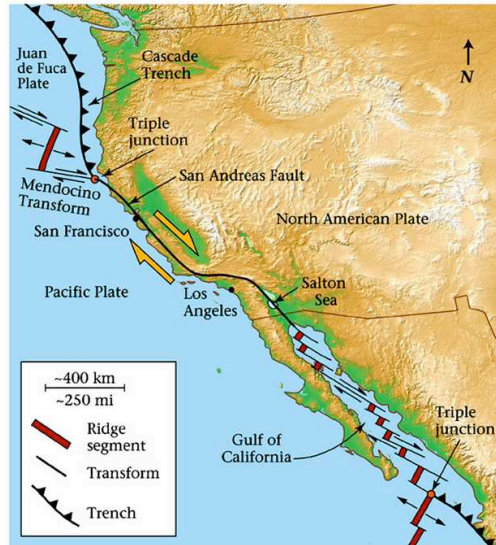 Juan
de Fuca
Plate
Cascade
Trench
N
Triple
junction
San Andreas Fault
Mendocino
Transform
San Francisco
North American Plate
Pacific Plate
Los
Angeles
Salton
Sea
~400 km
~250 mi
Ridge
segment
Transform
Trench
Gulf of
California
Triple
junction